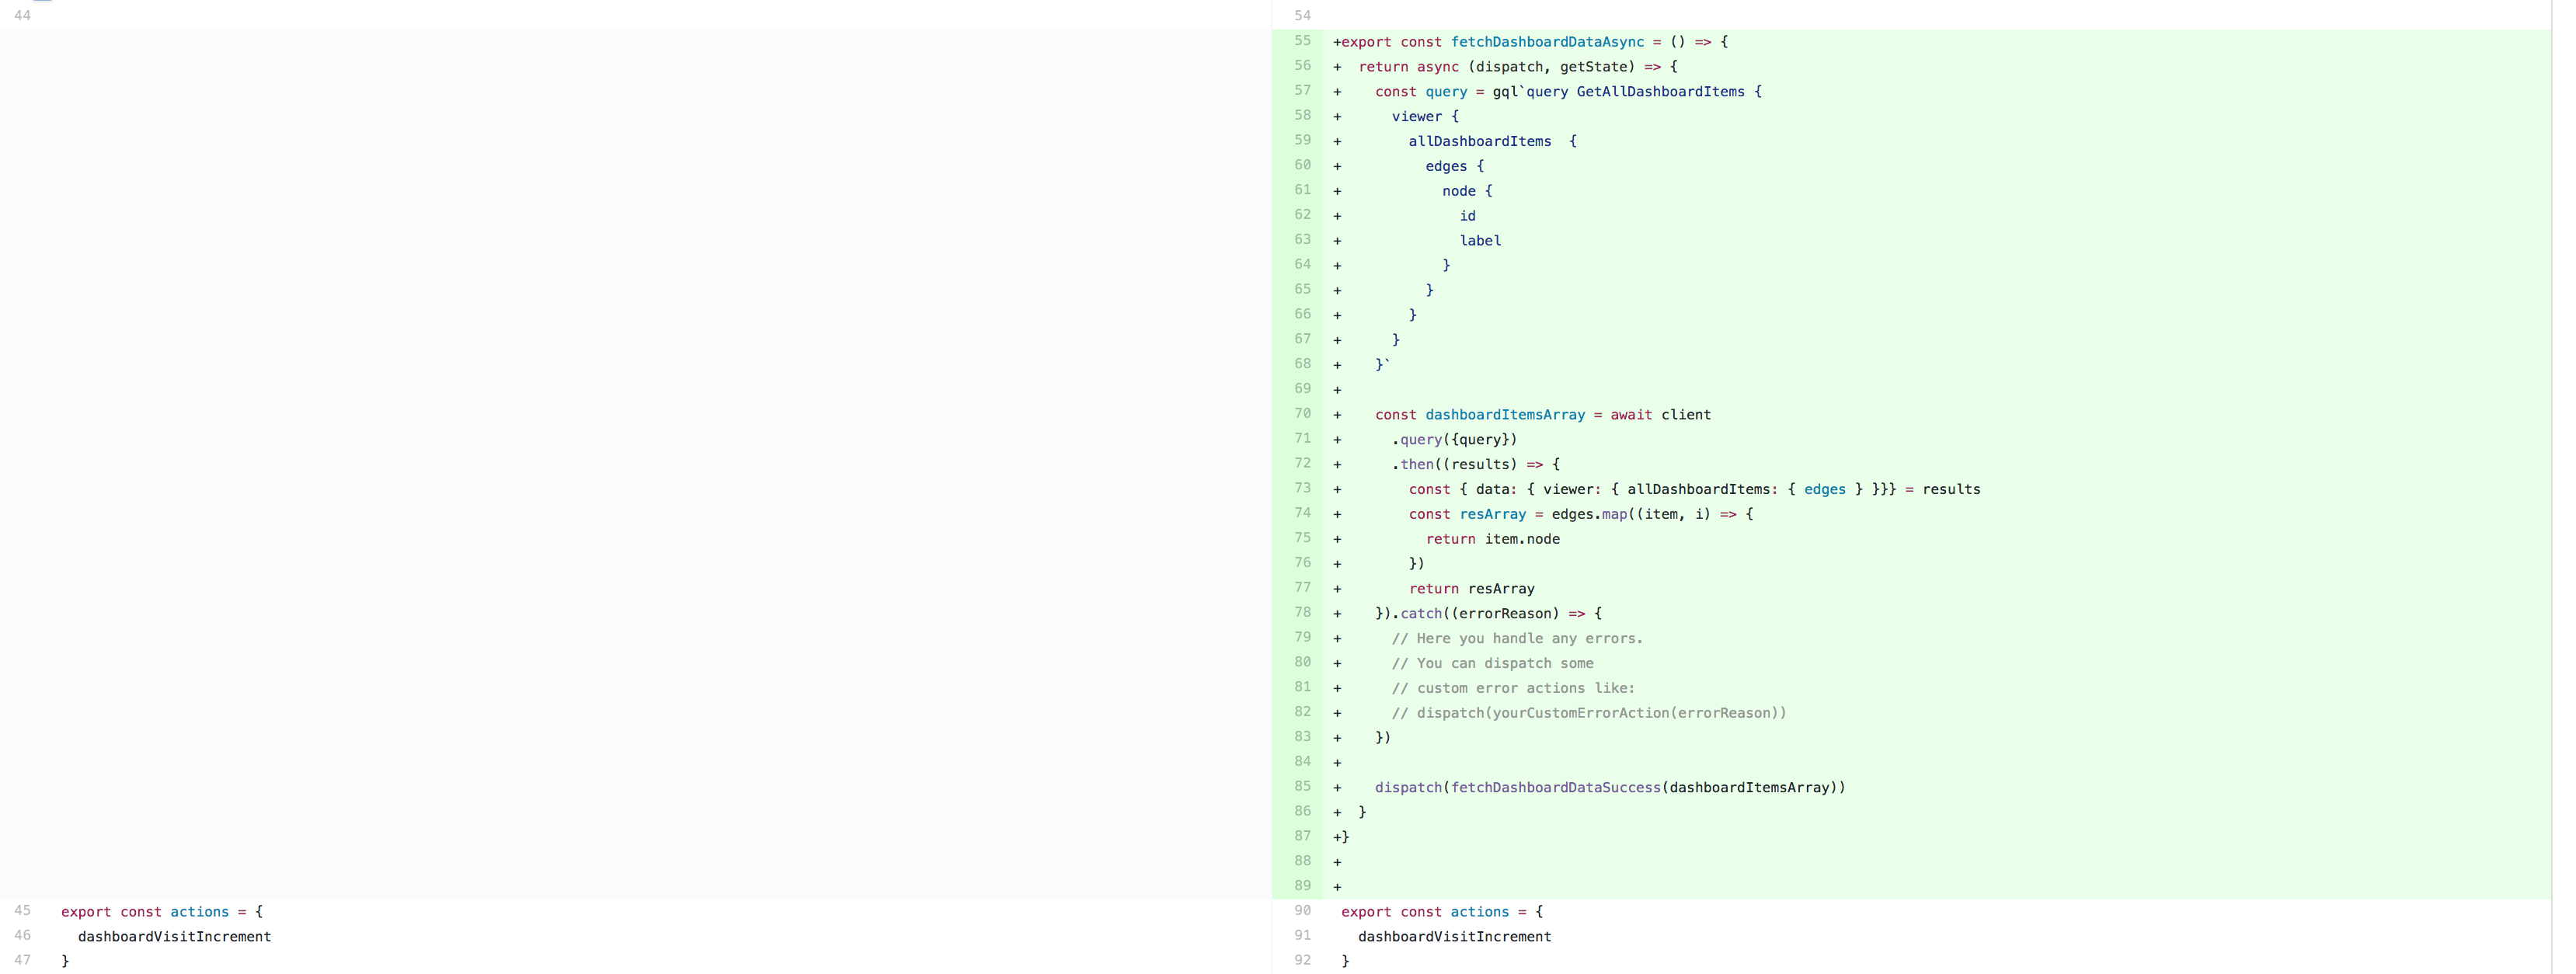 44
54
55 +export const fetchDashboardDataAsync = () => {
56 +  return async (dispatch, getState) => {
57 +    const query = gql`query GetAllDashboardItems {
58 +      viewer {
59 +        allDashboardItems  {
60 +          edges {
61 +            node {
62 +              id
63 +              label
64 +            }
65 +          }
66 +        }
67 +      }
68 +    }`
69 +
70 +    const dashboardItemsArray = await client
71 +      .query({query})
72 +      .then((results) => {
73 +        const { data: { viewer: { allDashboardItems: { edges } }}} = results
74 +        const resArray = edges.map((item, i) => {
75 +          return item.node
76 +        })
77 +        return resArray
78 +    }).catch((errorReason) => {
79 +      // Here you handle any errors.
80 +      // You can dispatch some
81 +      // custom error actions like:
82 +      // dispatch(yourCustomErrorAction(errorReason))
83 +    })
84 +
85 +    dispatch(fetchDashboardDataSuccess(dashboardItemsArray))
86 +  }
87 +}
88 +
89 +
45 export const actions = {
46   dashboardVisitIncrement
47 }
90 export const actions = {
91   dashboardVisitIncrement
92 }